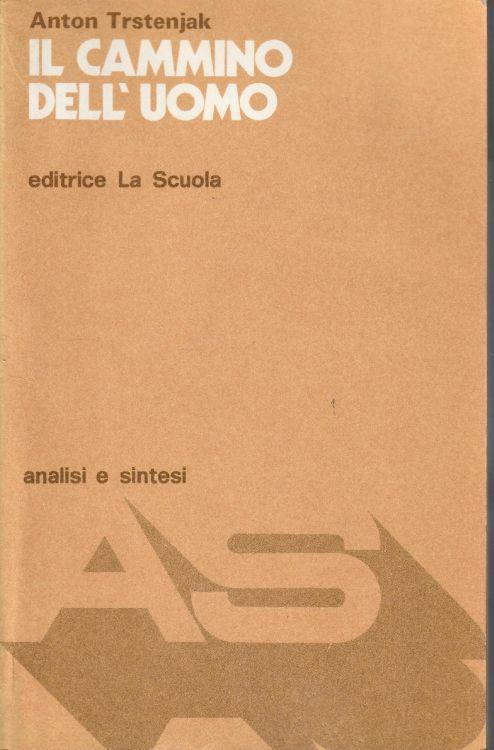 Anton Trstenjak
IL CAMMINO
DELL'UOMO
editrice La Scuola
analisi e sintesi
AS